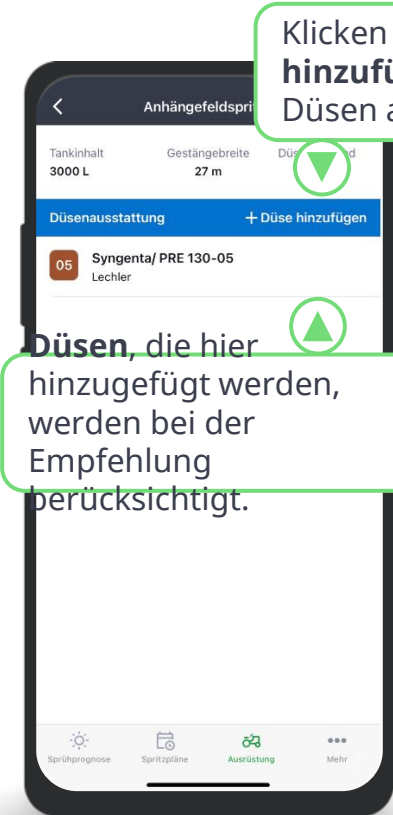 Klicken
hinzufü
Düsen a
Anhängefeldspri
Tankinhalt Gestängebreite
3000 L 27 m
Düsenausstattung + Düse hinzufügen
05 Syngenta/ PRE 130-05
Lechler
Düsen, die hier
hinzugefügt werden,
werden bei der
Empfehlung
berücksichtigt.
Sprühprognose Spritzpläne Ausrüstung Mehr